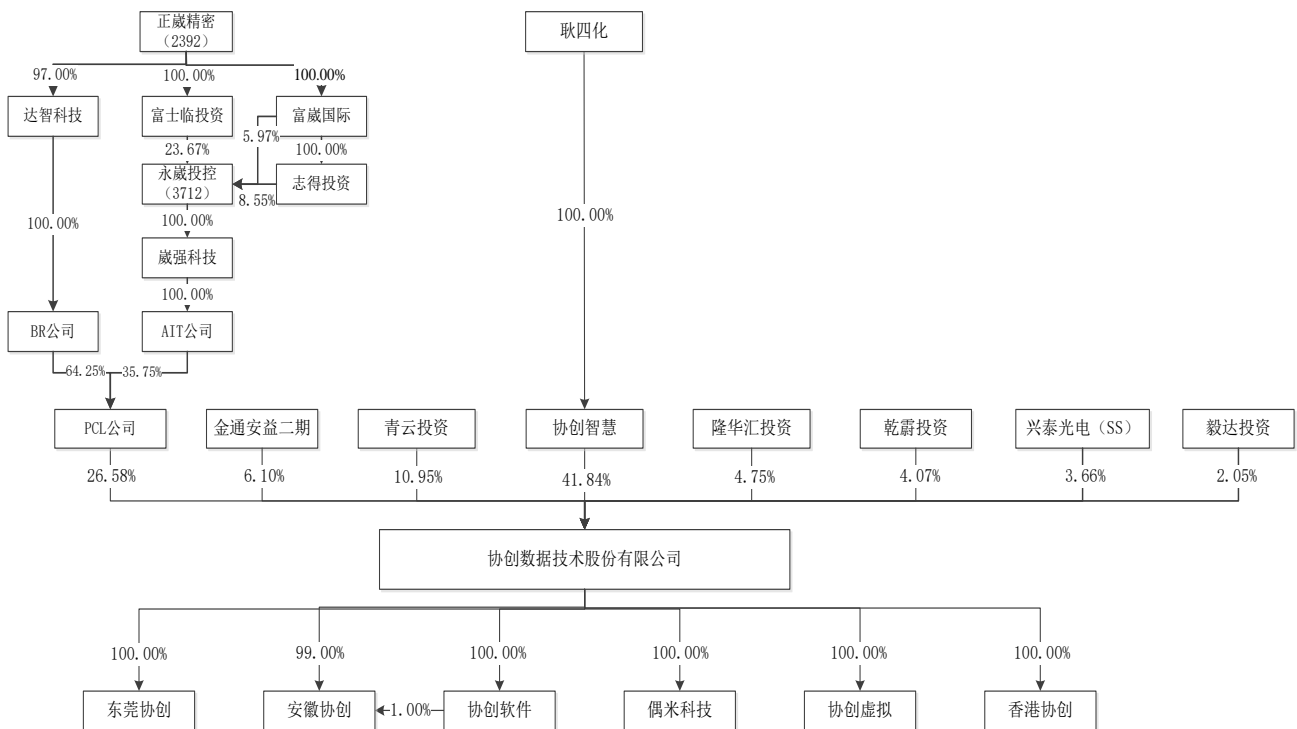 正崴精密
（2392）
耿四化
97.00%
100.00%
100.00%
达智科技
富士临投资
富崴国际
5.97%
23.67%
100.00%
永崴投控
（3712）
志得投资
8.55%
100.00%
100.00%
100.00%
崴强科技
100.00%
BR公司
AIT公司
64.25%
35.75%
PCL公司
金通安益二期
青云投资
协创智慧
隆华汇投资
乾霨投资
兴泰光电（SS）
毅达投资
26.58%
6.10%
10.95%
41.84%
4.75%
4.07%
3.66%
2.05%
协创数据技术股份有限公司
100.00%
99.00%
100.00%
100.00%
100.00%
100.00%
东莞协创
安徽协创
1.00%
协创软件
偶米科技
协创虚拟
香港协创